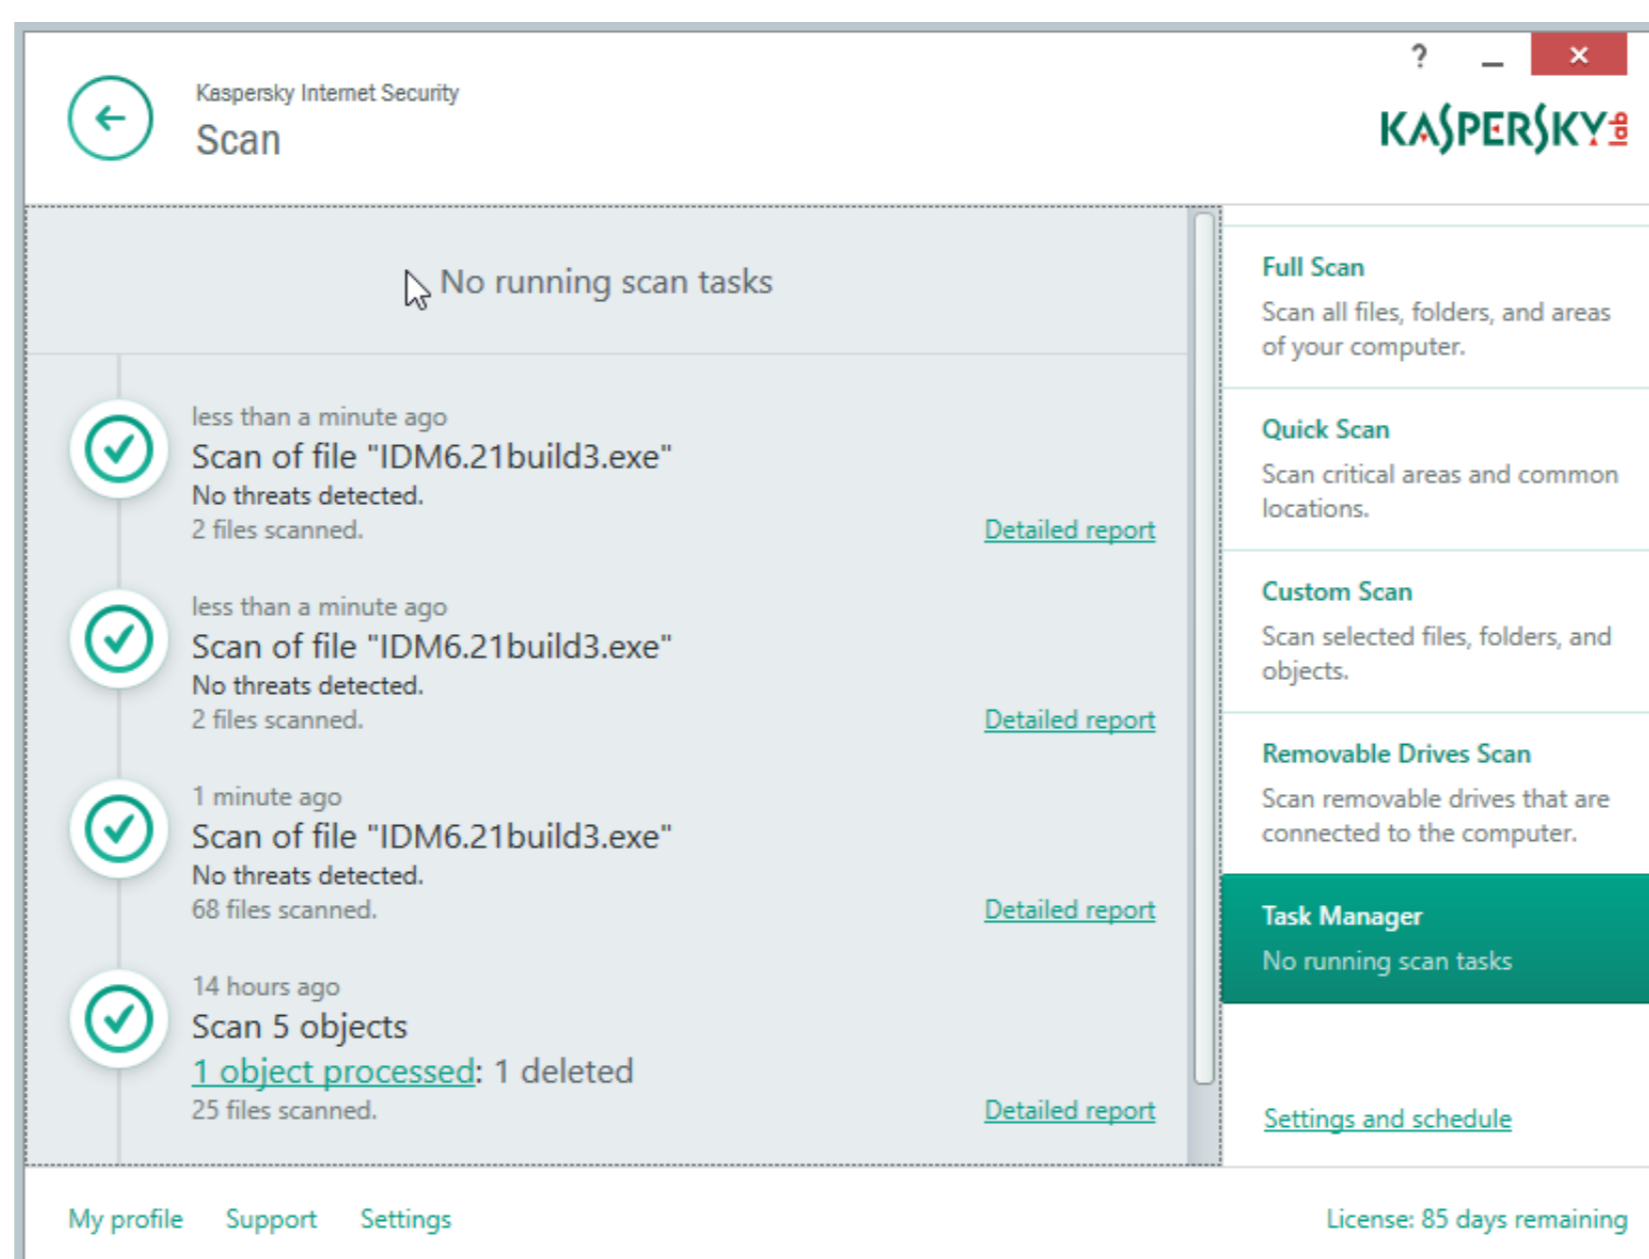 ?
Kaspersky Internet Security
Scan
KASPERSKY lab
No running scan tasks
less than a minute ago
Scan of file "IDM6.21build3.exe"
No threats detected.
2 files scanned.
Detailed report
less than a minute ago
Scan of file "IDM6.21build3.exe"
No threats detected.
2 files scanned.
Detailed report
1 minute ago
Scan of file "IDM6.21build3.exe"
No threats detected.
68 files scanned.
Detailed report
14 hours ago
Scan 5 objects
1 object processed: 1 deleted
25 files scanned.
Detailed report
Full Scan
Scan all files, folders, and areas
of your computer.
Quick Scan
Scan critical areas and common
locations.
Custom Scan
Scan selected files, folders, and
objects.
Removable Drives Scan
Scan removable drives that are
connected to the computer.
Task Manager
No running scan tasks
Settings and schedule
My profile
Support
Settings
License: 85 days remaining